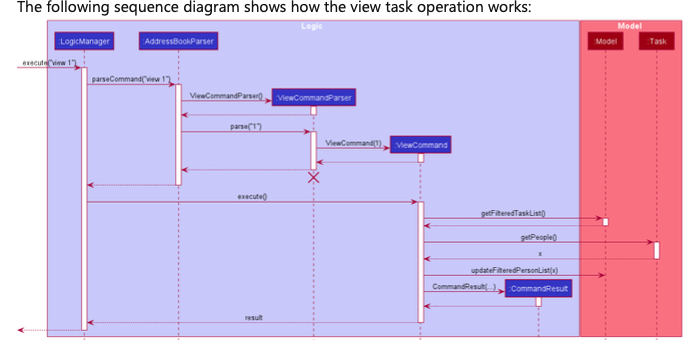 The following sequence diagram shows how the view task operation works:
Logic
Model
:LogicManager
:AddressBookParser
:Model
:Task
execute("view 1")
parseCommand("view 1")
ViewCommandParser()
:ViewCommandParser
parse("1")
ViewCommand(1)
:ViewCommand
execute()
getFilteredTaskList()
getPeople()
x
updateFilteredPersonList(x)
CommandResult(...)
:CommandResult
result